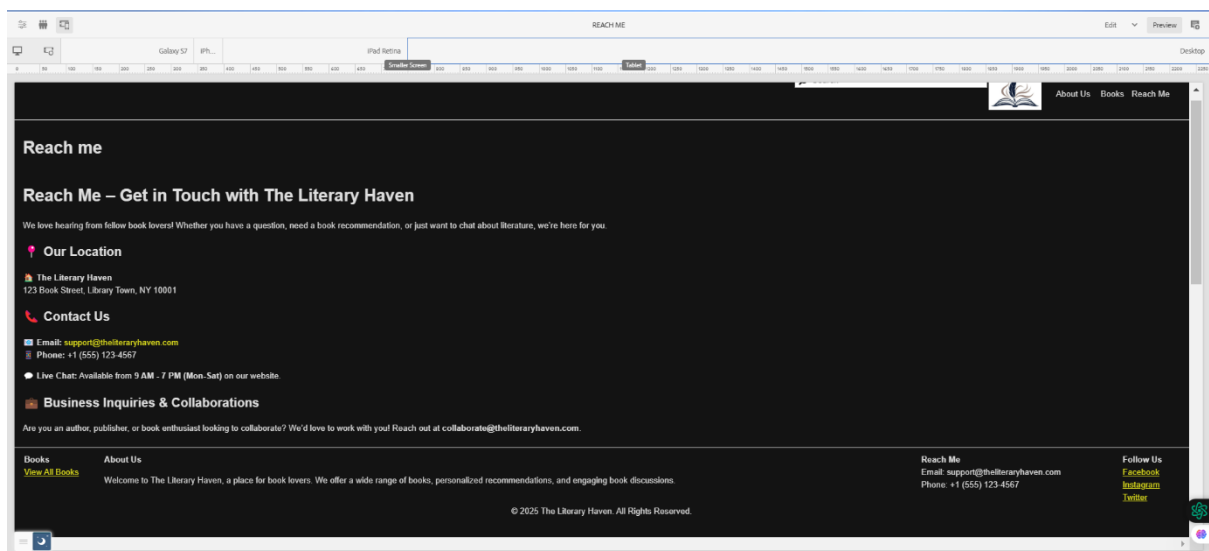 REACH ME
Edit
Preview
Galaxy S7
iPh...
iPad Retina
Desktop
Smaller Screen
Tablet
About Us Books Reach Me
Reach me
Reach Me – Get in Touch with The Literary Haven
We love hearing from fellow book lovers! Whether you have a question, need a book recommendation, or just want to chat about literature, we're here for you.
📍 Our Location
🏠 The Literary Haven
123 Book Street, Library Town, NY 10001
📞 Contact Us
📧 Email: support@theliteraryhaven.com
📱 Phone: +1 (555) 123-4567
💬 Live Chat: Available from 9 AM - 7 PM (Mon-Sat) on our website.
💼 Business Inquiries & Collaborations
Are you an author, publisher, or book enthusiast looking to collaborate? We'd love to work with you! Reach out at collaborate@theliteraryhaven.com.
Books
View All Books
About Us
Welcome to The Literary Haven, a place for book lovers. We offer a wide range of books, personalized recommendations, and engaging book discussions.
Reach Me
Email: support@theliteraryhaven.com
Phone: +1 (555) 123-4567
Follow Us
Facebook
Instagram
Twitter
© 2025 The Literary Haven. All Rights Reserved.